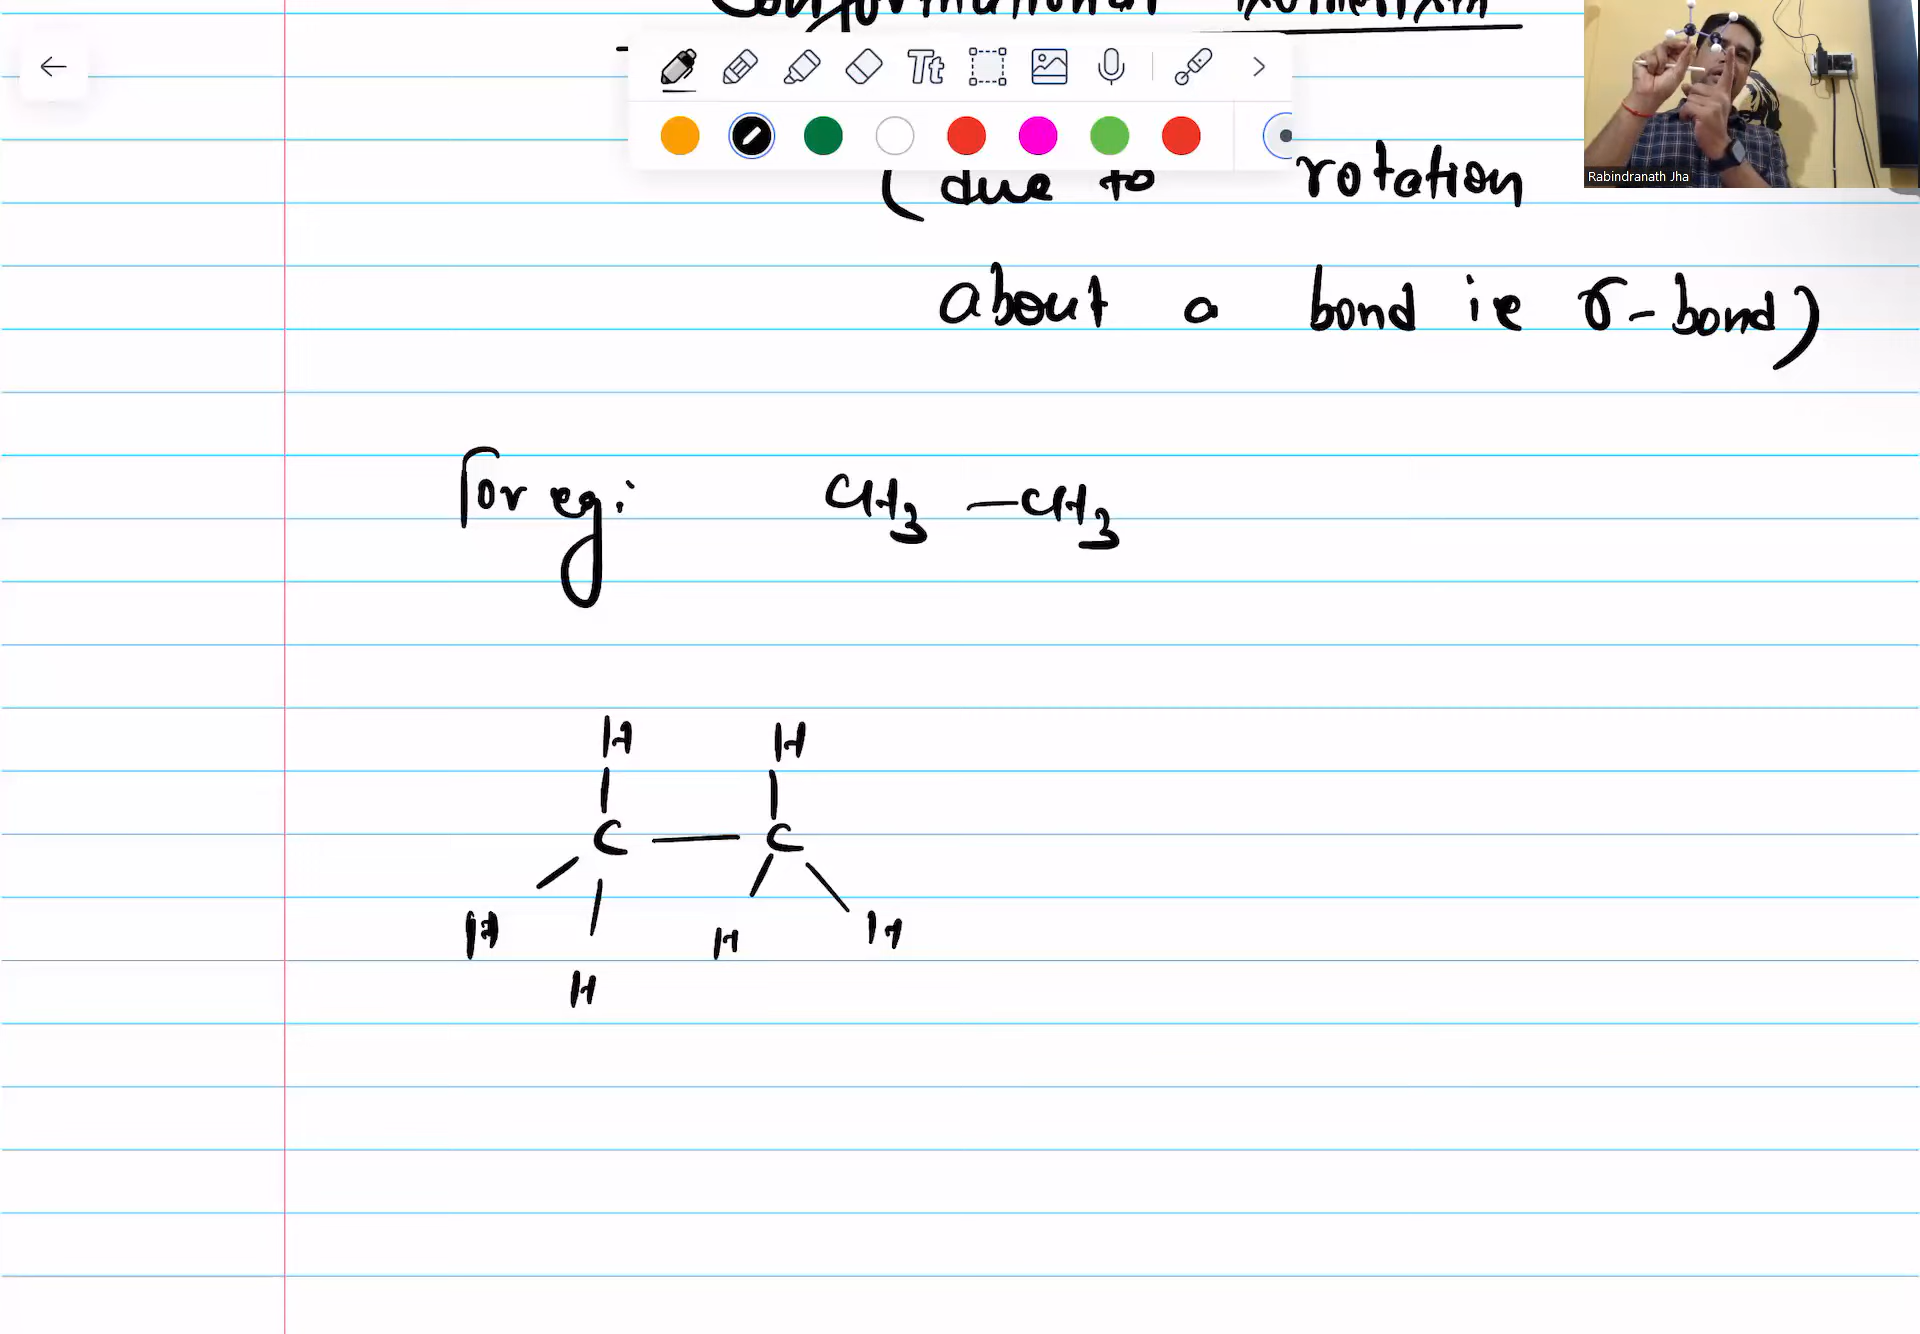 Conformational isomerism
Tt
Rabindranath Jha
( due to rotation
about a bond ie σ-bond)
For eg: CH3 — CH3
H H
C — C
H H H
H